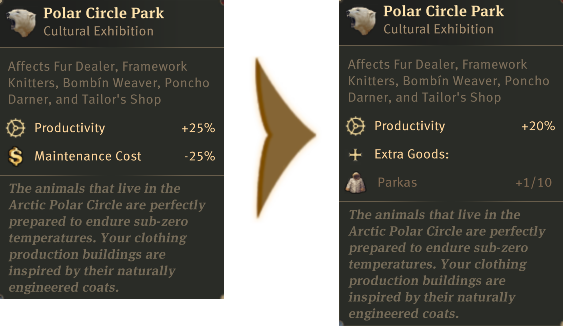 Polar Circle Park
Cultural Exhibition
Affects Fur Dealer, Framework
Knitters, Bombín Weaver, Poncho
Darner, and Tailor's Shop
Productivity +25%
Maintenance Cost -25%
The animals that live in the
Arctic Polar Circle are perfectly
prepared to endure sub-zero
temperatures. Your clothing
production buildings are
inspired by their naturally
engineered coats.
Polar Circle Park
Cultural Exhibition
Affects Fur Dealer, Framework
Knitters, Bombín Weaver, Poncho
Darner, and Tailor's Shop
Productivity +20%
Extra Goods:
Parkas +1/10
The animals that live in the
Arctic Polar Circle are perfectly
prepared to endure sub-zero
temperatures. Your clothing
production buildings are
inspired by their naturally
engineered coats.